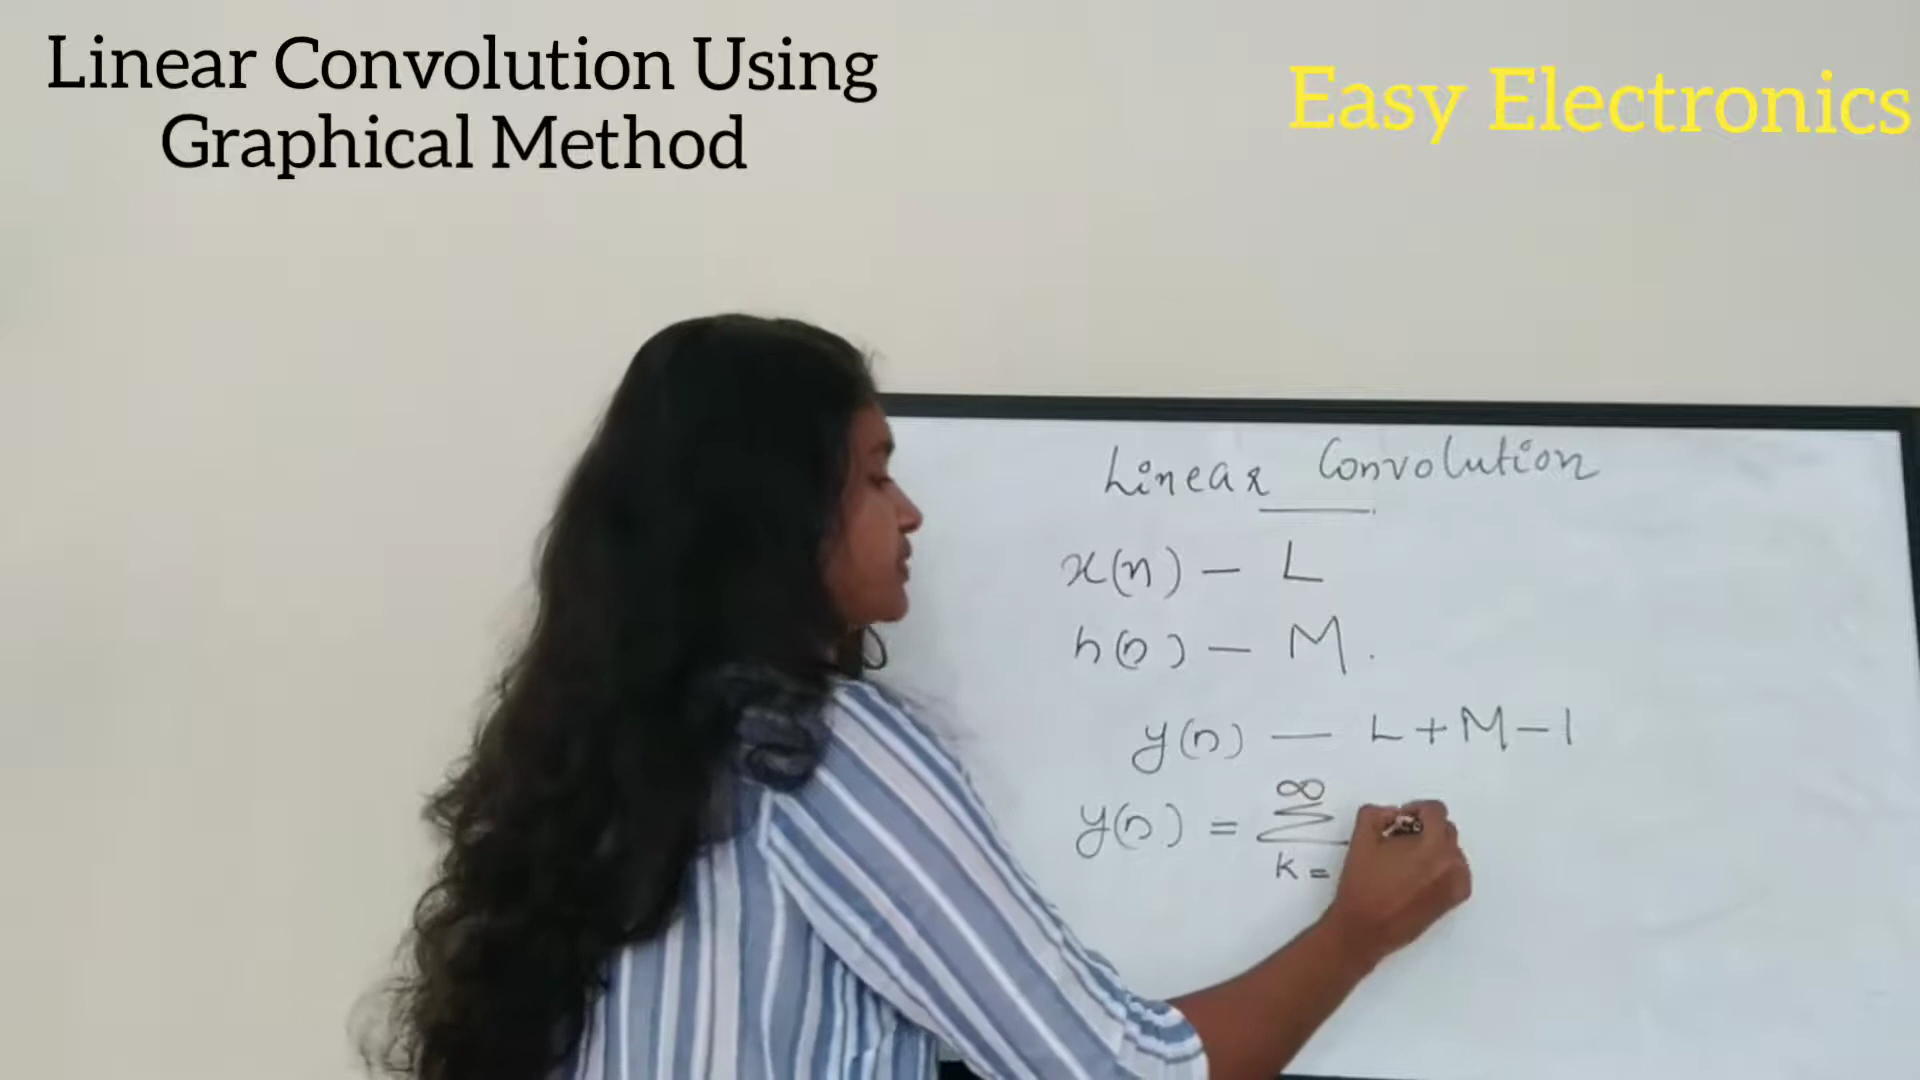 Linear Convolution Using
Graphical Method
Easy Electronics
Linear Convolution
x(n) — L
h(n) — M.
y(n) — L+M-1
y(n) = ∞ Σ k=